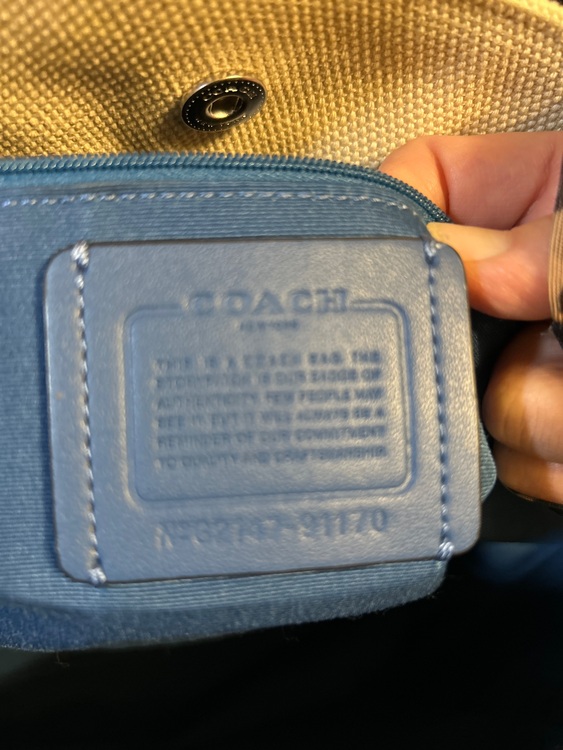 COACH
NEW YORK
THIS IS A COACH BAG. THE
STORYPATCH IS OUR BADGE OF
AUTHENTICITY. FEW PEOPLE MAY
SEE IT BUT IT WILL ALWAYS BE A
REMINDER OF OUR COMMITMENT
TO QUALITY AND CRAFTSMANSHIP.